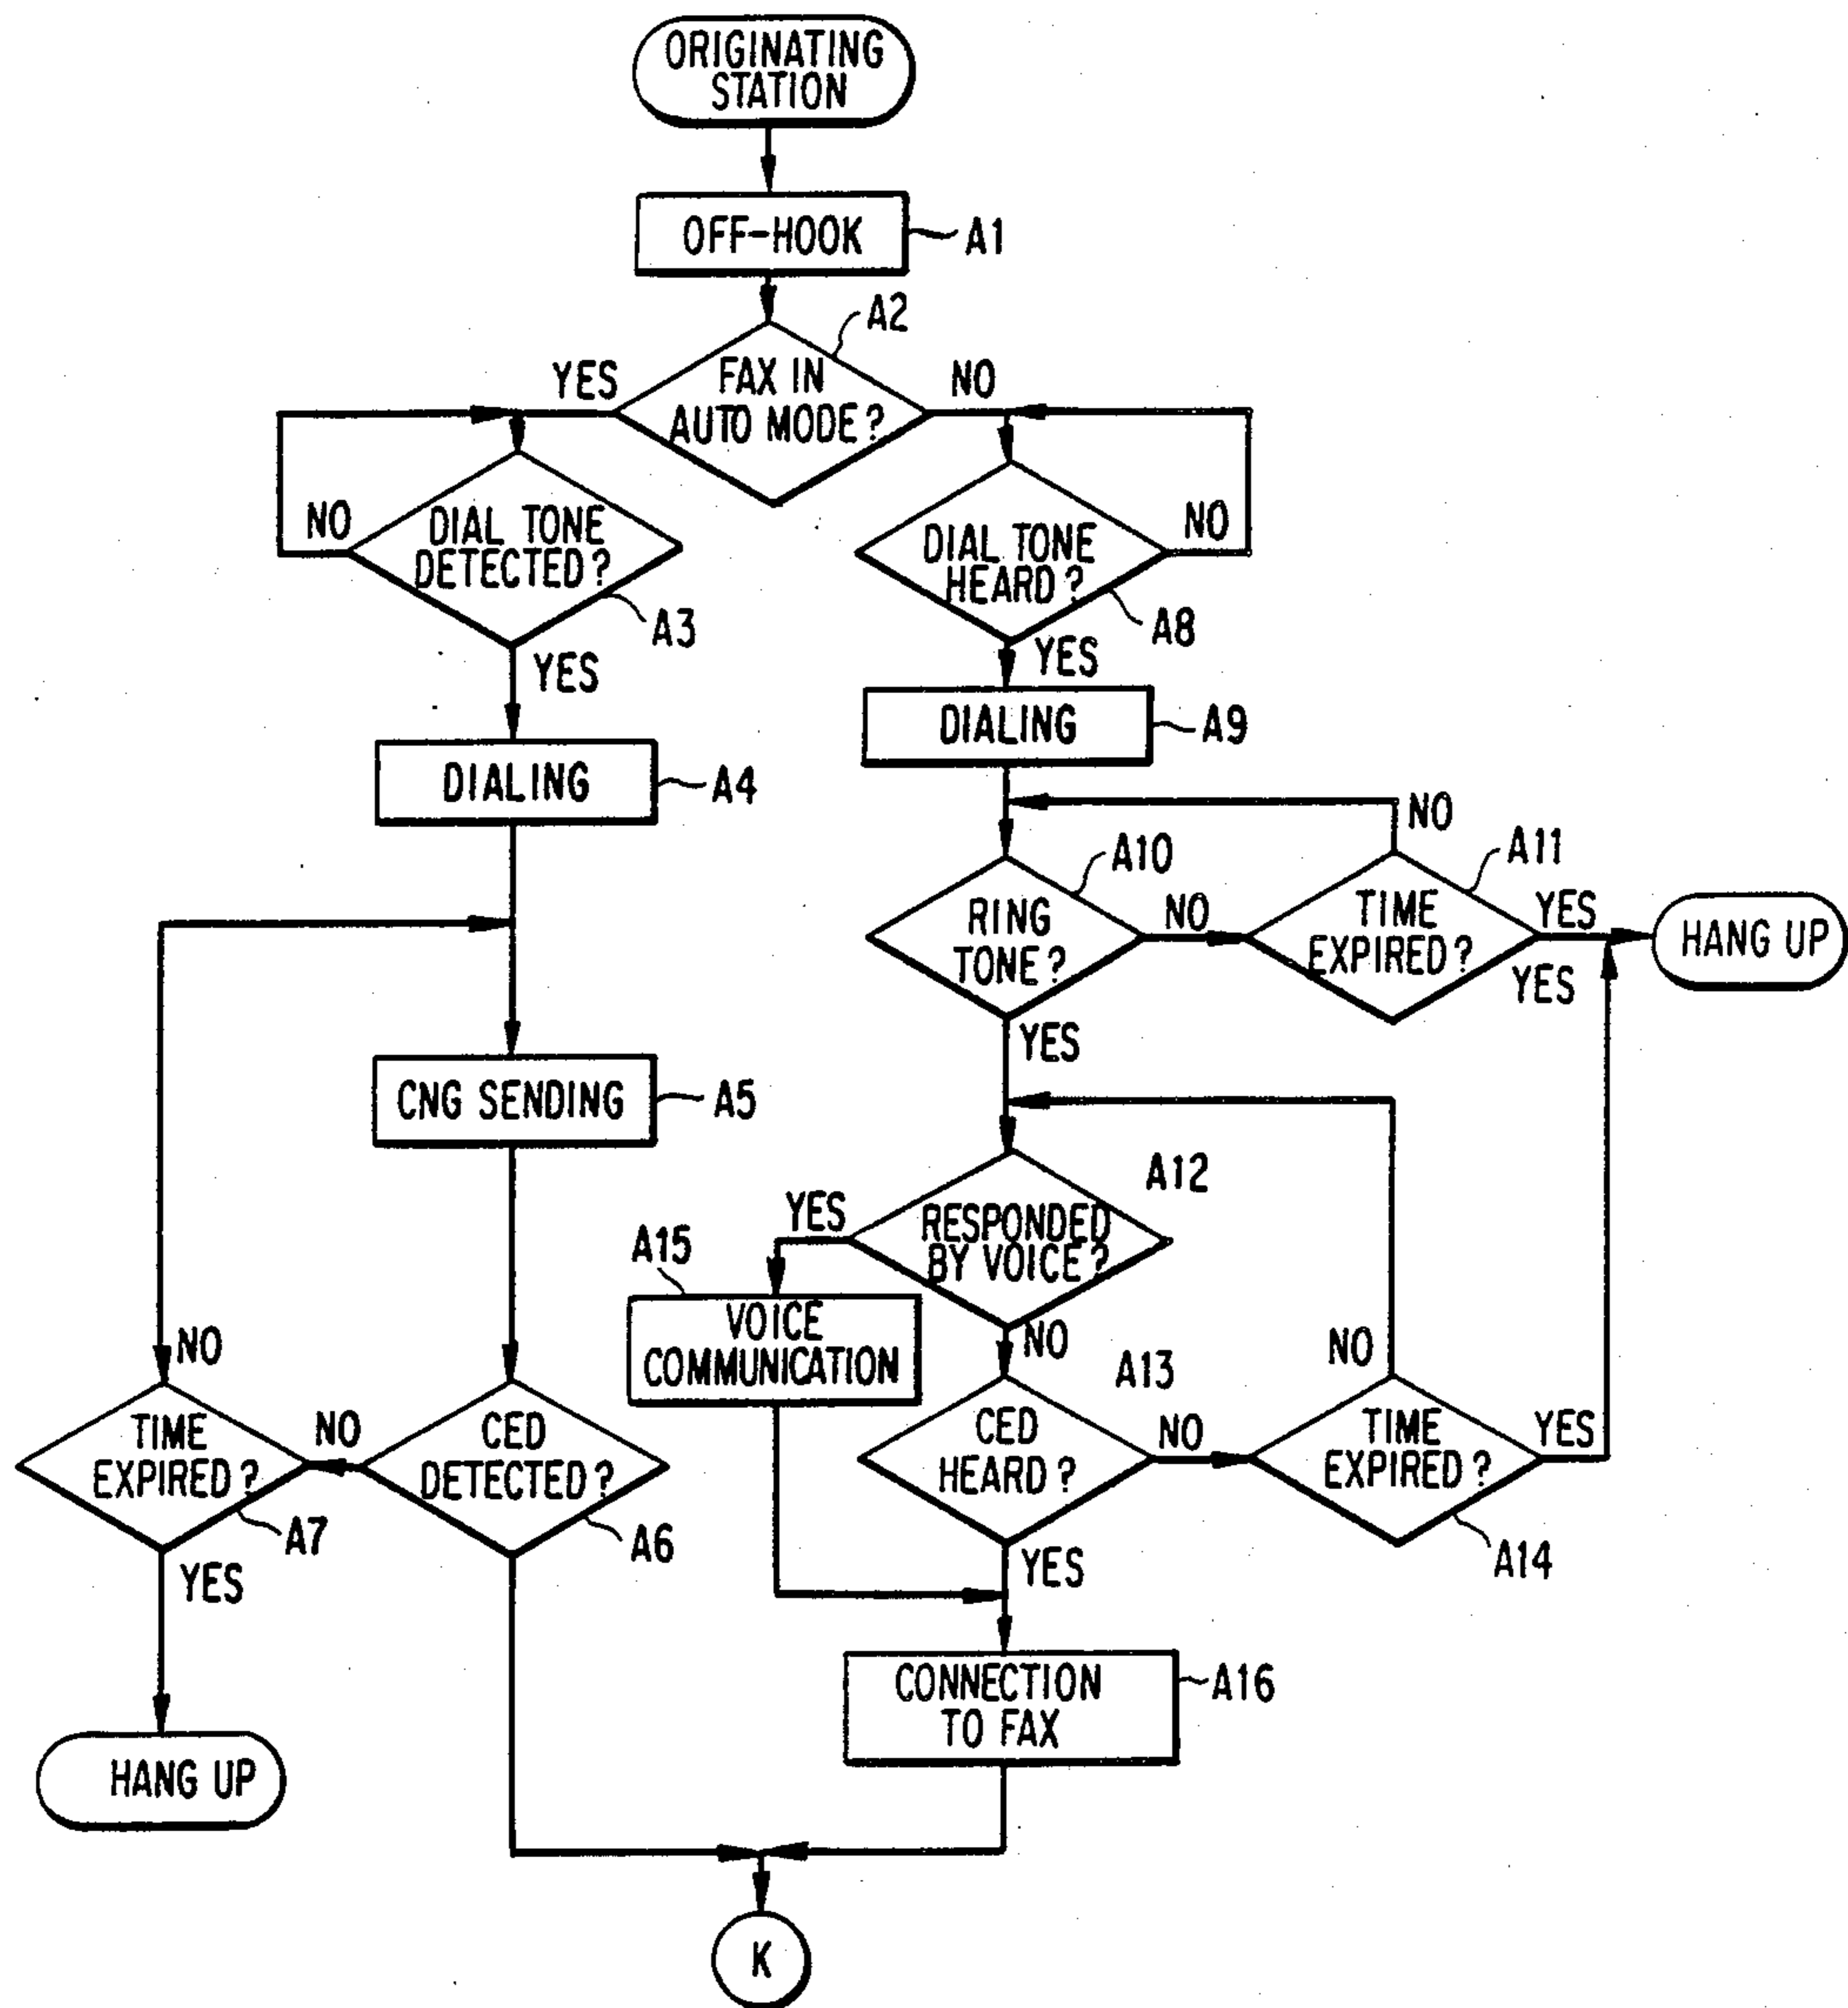 ORIGINATING
STATION
OFF-HOOK
A1
A2
YES
FAX IN
AUTO MODE?
NO
NO
DIAL TONE
DETECTED?
A3
YES
DIAL TONE
HEARD?
NO
A8
YES
DIALING
A4
DIALING
A9
NO
A10
A11
RING
TONE?
NO
TIME
EXPIRED?
YES
YES
HANG UP
YES
CNG SENDING
A5
A12
YES
RESPONDED
BY VOICE?
A15
VOICE
COMMUNICATION
NO
A13
NO
NO
TIME
EXPIRED?
A7
NO
CED
DETECTED?
A6
CED
HEARD?
NO
TIME
EXPIRED?
YES
A14
YES
YES
HANG UP
CONNECTION
TO FAX
A16
K